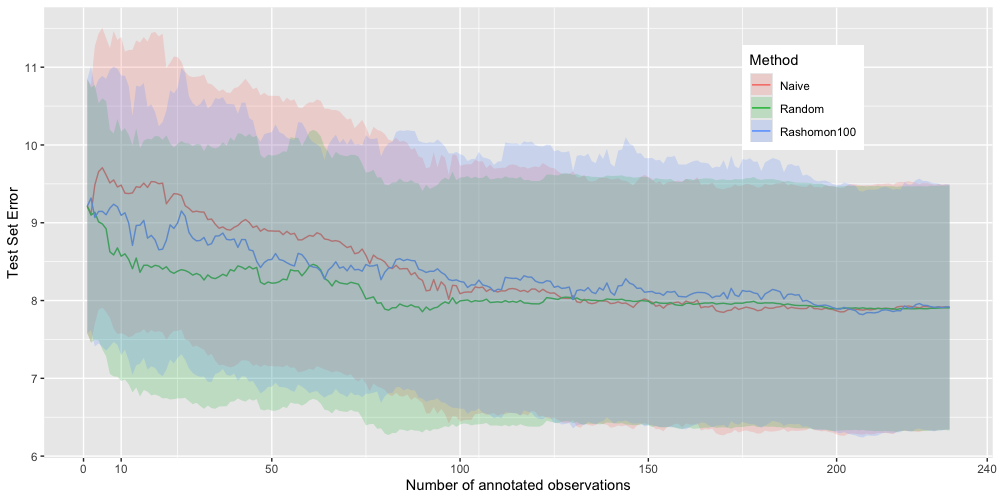 Test Set Error
11
10
9
8
7
6
Method
Naive
Random
Rashomon100
0
10
50
100
150
200
240
Number of annotated observations